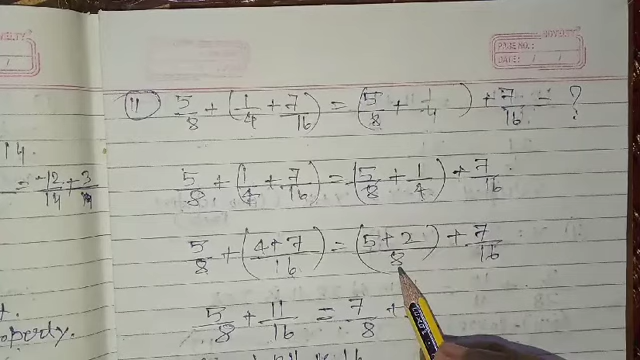 NOVELTY
PAGE NO.:
DATE: / /
11) 5/8 + (1/4 + 7/16) = (5/8 + 1/4 ) + 7/16 = ?
14.
5/8 + (1/4 + 7/16) = (5/8 + 1/4) + 7/16
= -12/14 + 3/14
5/8 + (4+7/16) = (5+2/8) + 7/16
5/8 + 11/16 = 7/8 +
operty.